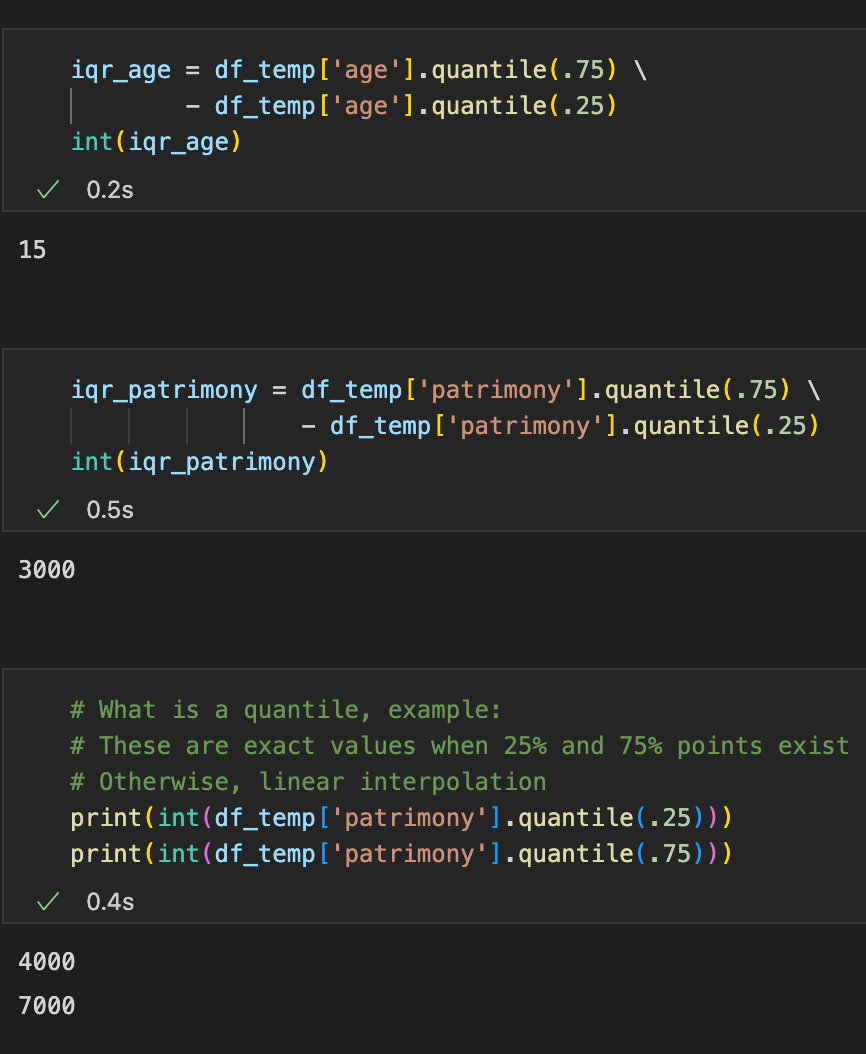 iqr_age = df_temp['age'].quantile(.75) \
- df_temp['age'].quantile(.25)
int(iqr_age)
0.2s
15
iqr_patrimony = df_temp['patrimony'].quantile(.75) \
- df_temp['patrimony'].quantile(.25)
int(iqr_patrimony)
0.5s
3000
# What is a quantile, example:
# These are exact values when 25% and 75% points exist
# Otherwise, linear interpolation
print(int(df_temp['patrimony'].quantile(.25)))
print(int(df_temp['patrimony'].quantile(.75)))
0.4s
4000
7000